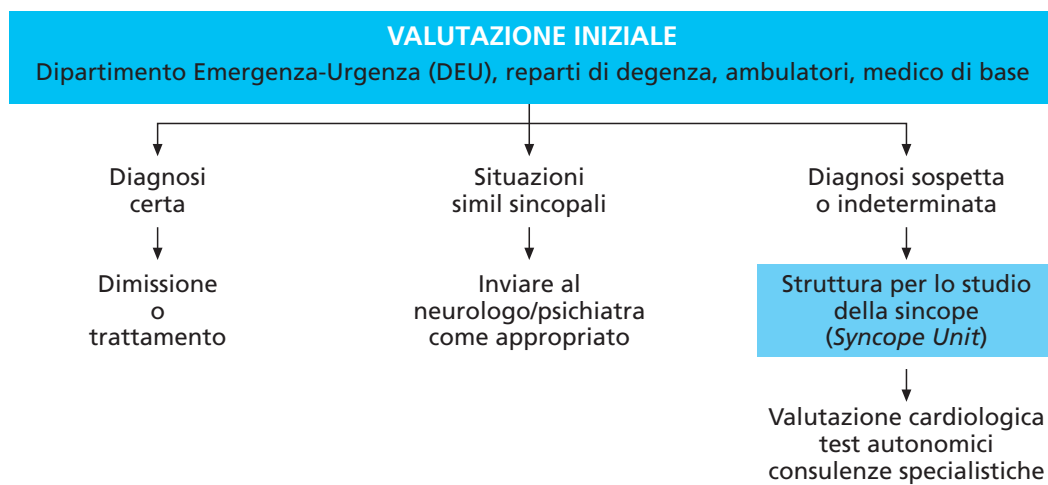 VALUTAZIONE INIZIALE
Dipartimento Emergenza-Urgenza (DEU), reparti di degenza, ambulatori, medico di base
Diagnosi
certa
Dimissione
o
trattamento
Situazioni
simil sincopali
Inviare al
neurologo/psichiatra
come appropriato
Diagnosi sospetta
o indeterminata
Struttura per lo studio
della sincope
(Syncope Unit)
Valutazione cardiologica
test autonomici
consulenze specialistiche